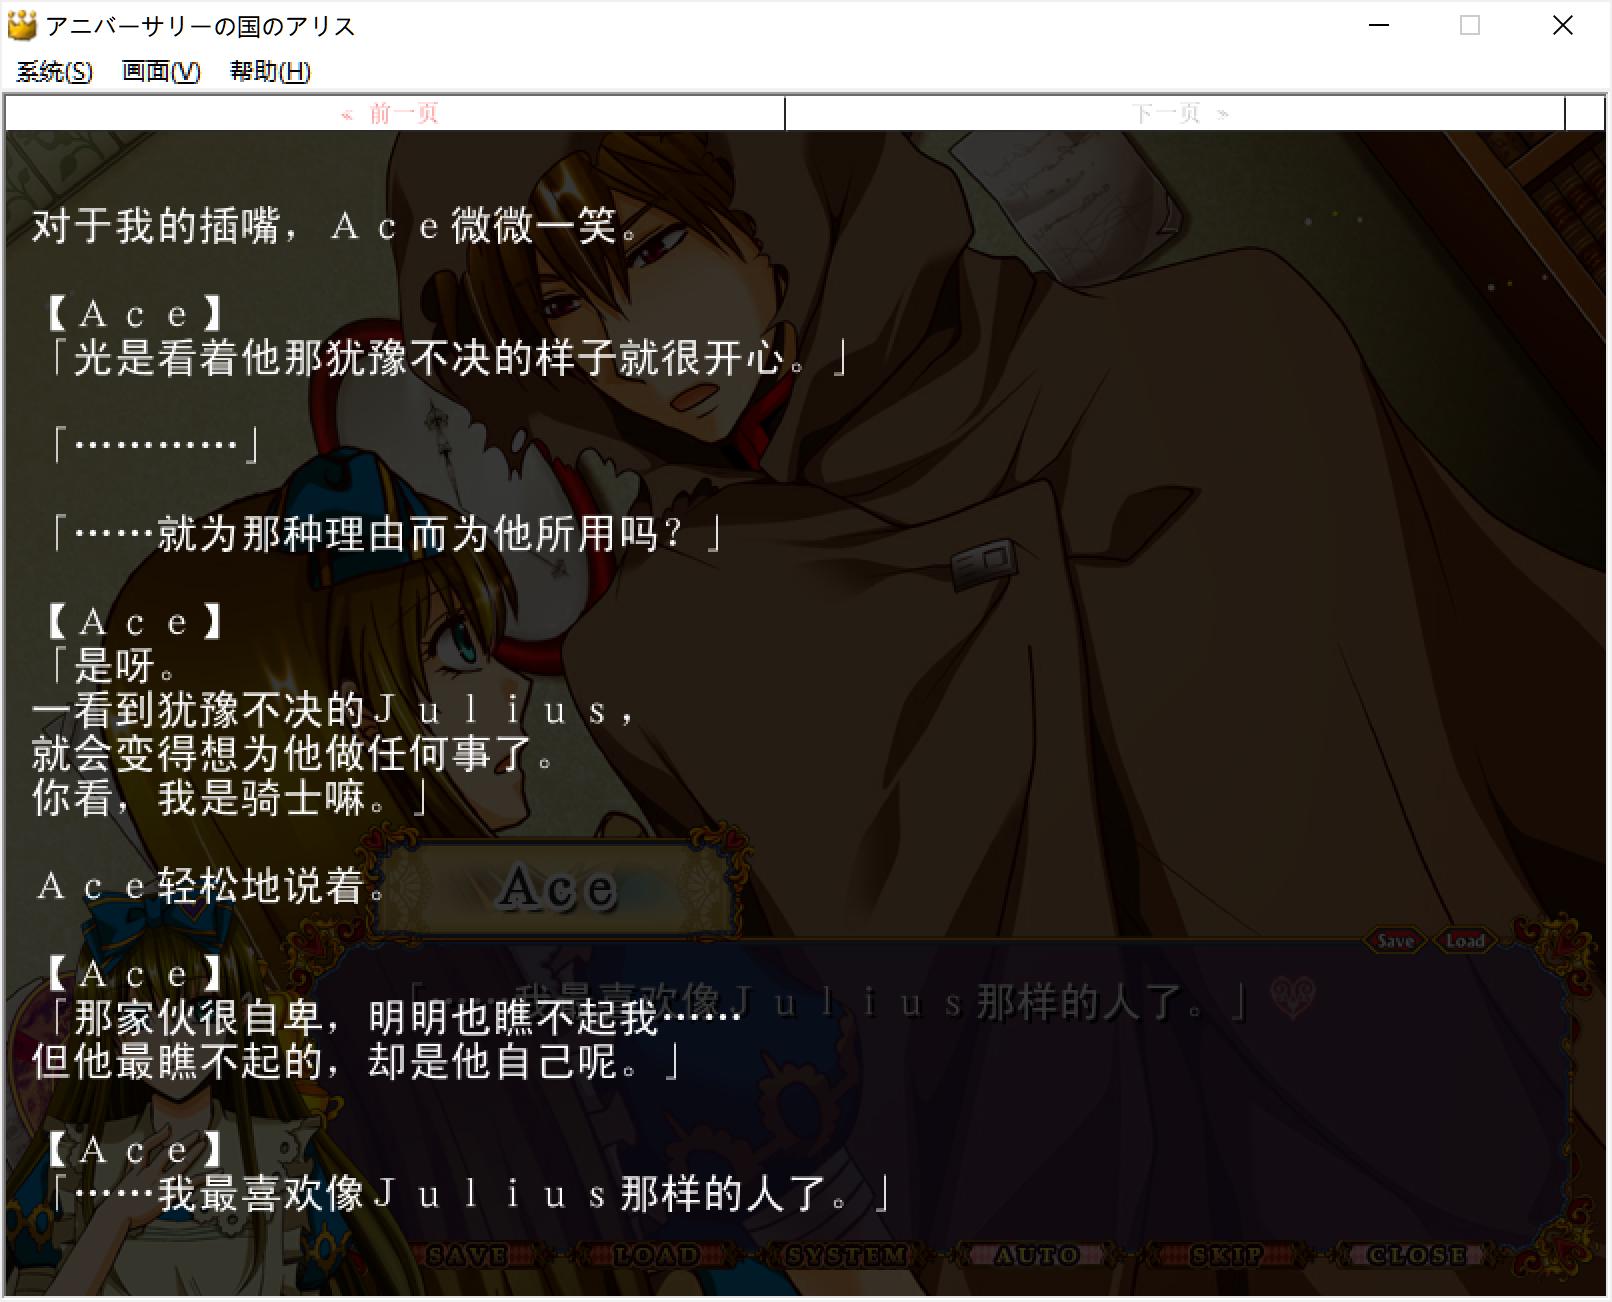 アニバーサリーの国のアリス
系统(S) 画面(V) 帮助(H)
« 前一页 下一页 »
对于我的插嘴，Ａｃｅ微微一笑。
【Ａｃｅ】
「光是看着他那犹豫不决的样子就很开心。」
「…………」
「……就为那种理由而为他所用吗？」
【Ａｃｅ】
「是呀。
一看到犹豫不决的Ｊｕｌｉｕｓ，
就会变得想为他做任何事了。
你看，我是骑士嘛。」
Ａｃｅ轻松地说着。
【Ａｃｅ】
「那家伙很自卑，明明也瞧不起我……
但他最瞧不起的，却是他自己呢。」
【Ａｃｅ】
「……我最喜欢像Ｊｕｌｉｕｓ那样的人了。」
Ace
Save Load
「……我最喜欢像Ｊｕｌｉｕｓ那样的人了。」
SAVE LOAD SYSTEM AUTO SKIP CLOSE